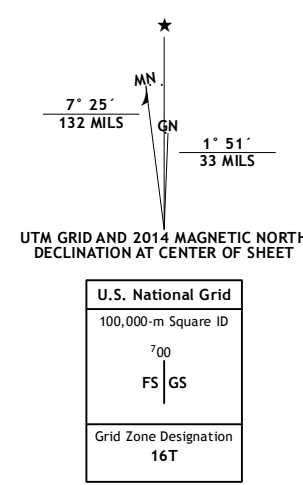 ★
MN
7° 25´
132 MILS
GN
1° 51´
33 MILS
UTM GRID AND 2014 MAGNETIC NORTH
DECLINATION AT CENTER OF SHEET
U.S. National Grid
100,000-m Square ID
⁷00
FS GS
Grid Zone Designation
16T